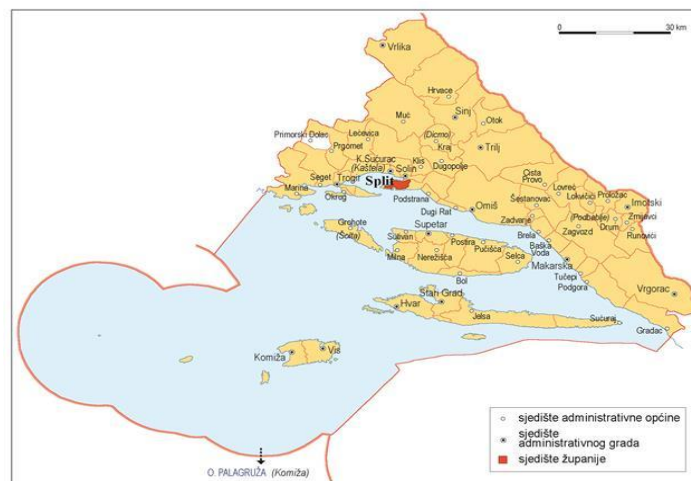 0 30 km
Vrlika
Hrvace
Sinj
Muć
Otok
Primorski Dolac
Lećevica
(Dicmo)
Kraj
Trilj
Prgomet
K.Sućurac
(Kaštela)
Solin
Klis
Dugopolje
Seget
Trogir
Split
Marina
Okrug
Podstrana
Dugi Rat
Omiš
Cista
Provo
Lovreć
Lokvičići
Proložac
Imotski
Šestanovac
(Podbablje)
Zmijavci
Zadvarje
Zagvozd
Drum
Runovići
Grohote
(Šolta)
Supetar
Sutivan
Postira
Pučišća
Milna
Nerežišća
Selca
Bol
Brela
Baška
Voda
Makarska
Tučepi
Podgora
Vrgorac
Stari Grad
Hvar
Jelsa
Sućuraj
Gradac
Komiža
Vis
O. PALAGRUŽA (Komiža)
sjedište administrativne općine
sjedište
administrativnog grada
sjedište županije